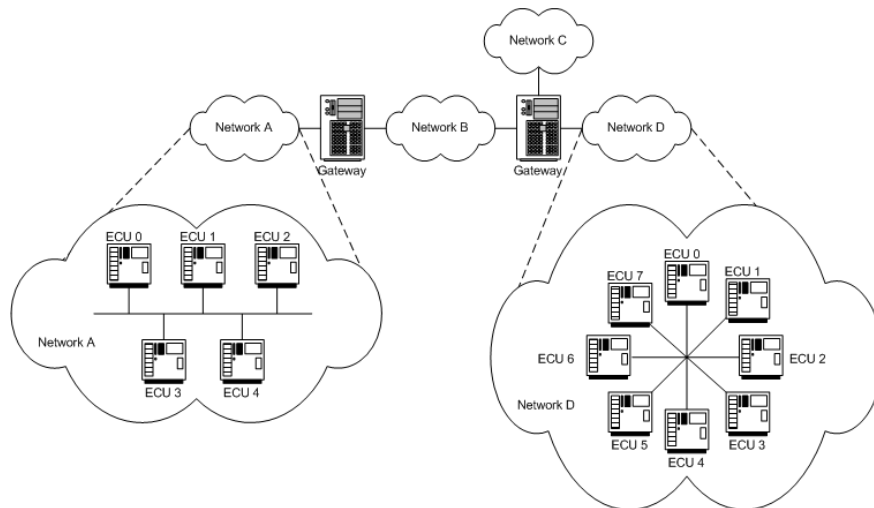 Network C
Network A
Network B
Network D
Gateway
Gateway
ECU 0
ECU 1
ECU 2
Network A
ECU 3
ECU 4
ECU 0
ECU 7
ECU 1
ECU 6
ECU 2
Network D
ECU 5
ECU 3
ECU 4